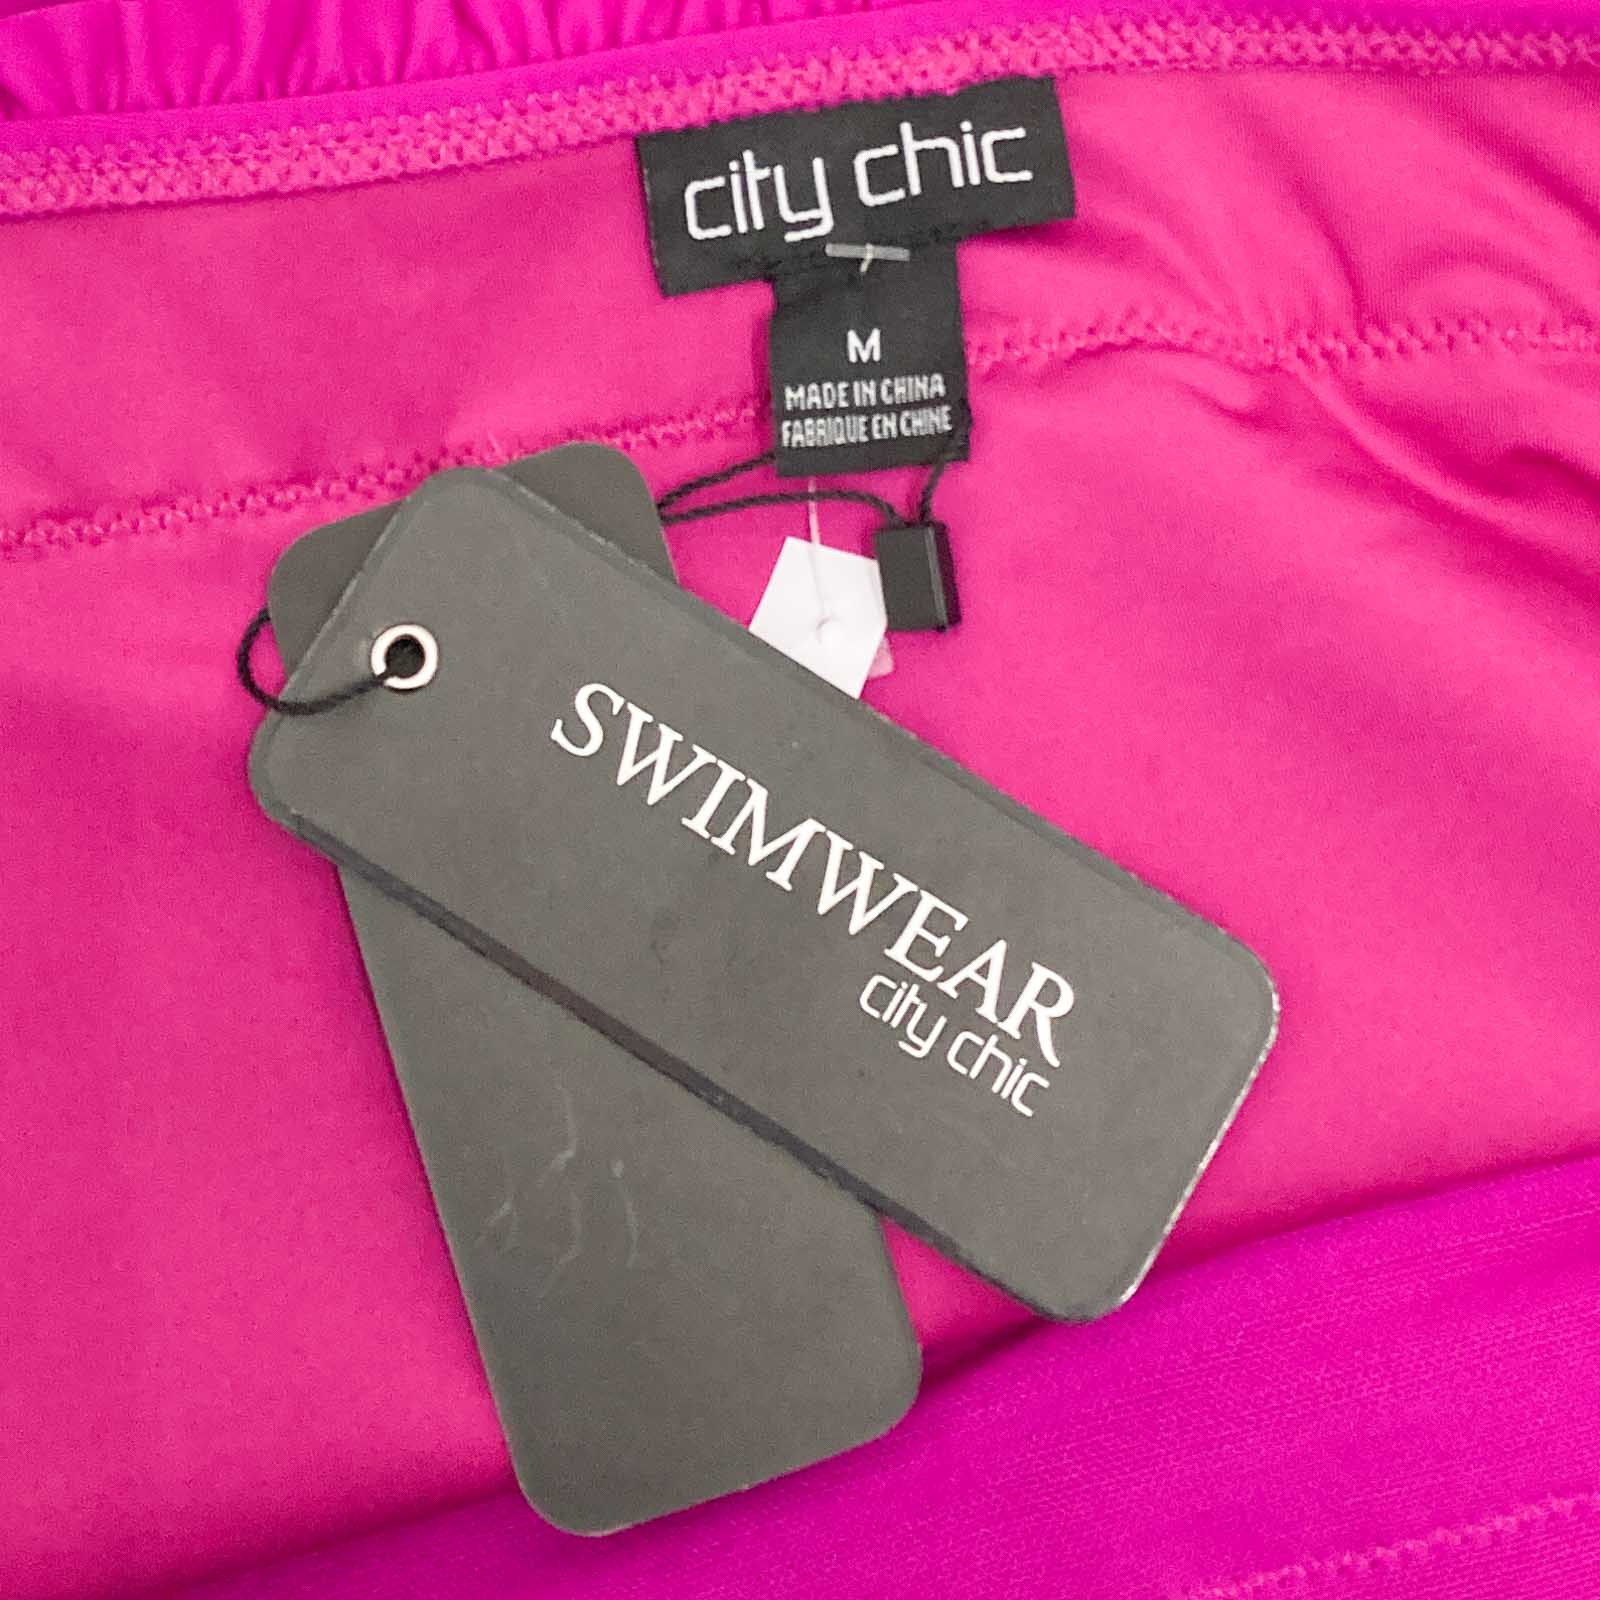 city chic
M
MADE IN CHINA
FABRIQUE EN CHINE
SWIMWEAR
city chic